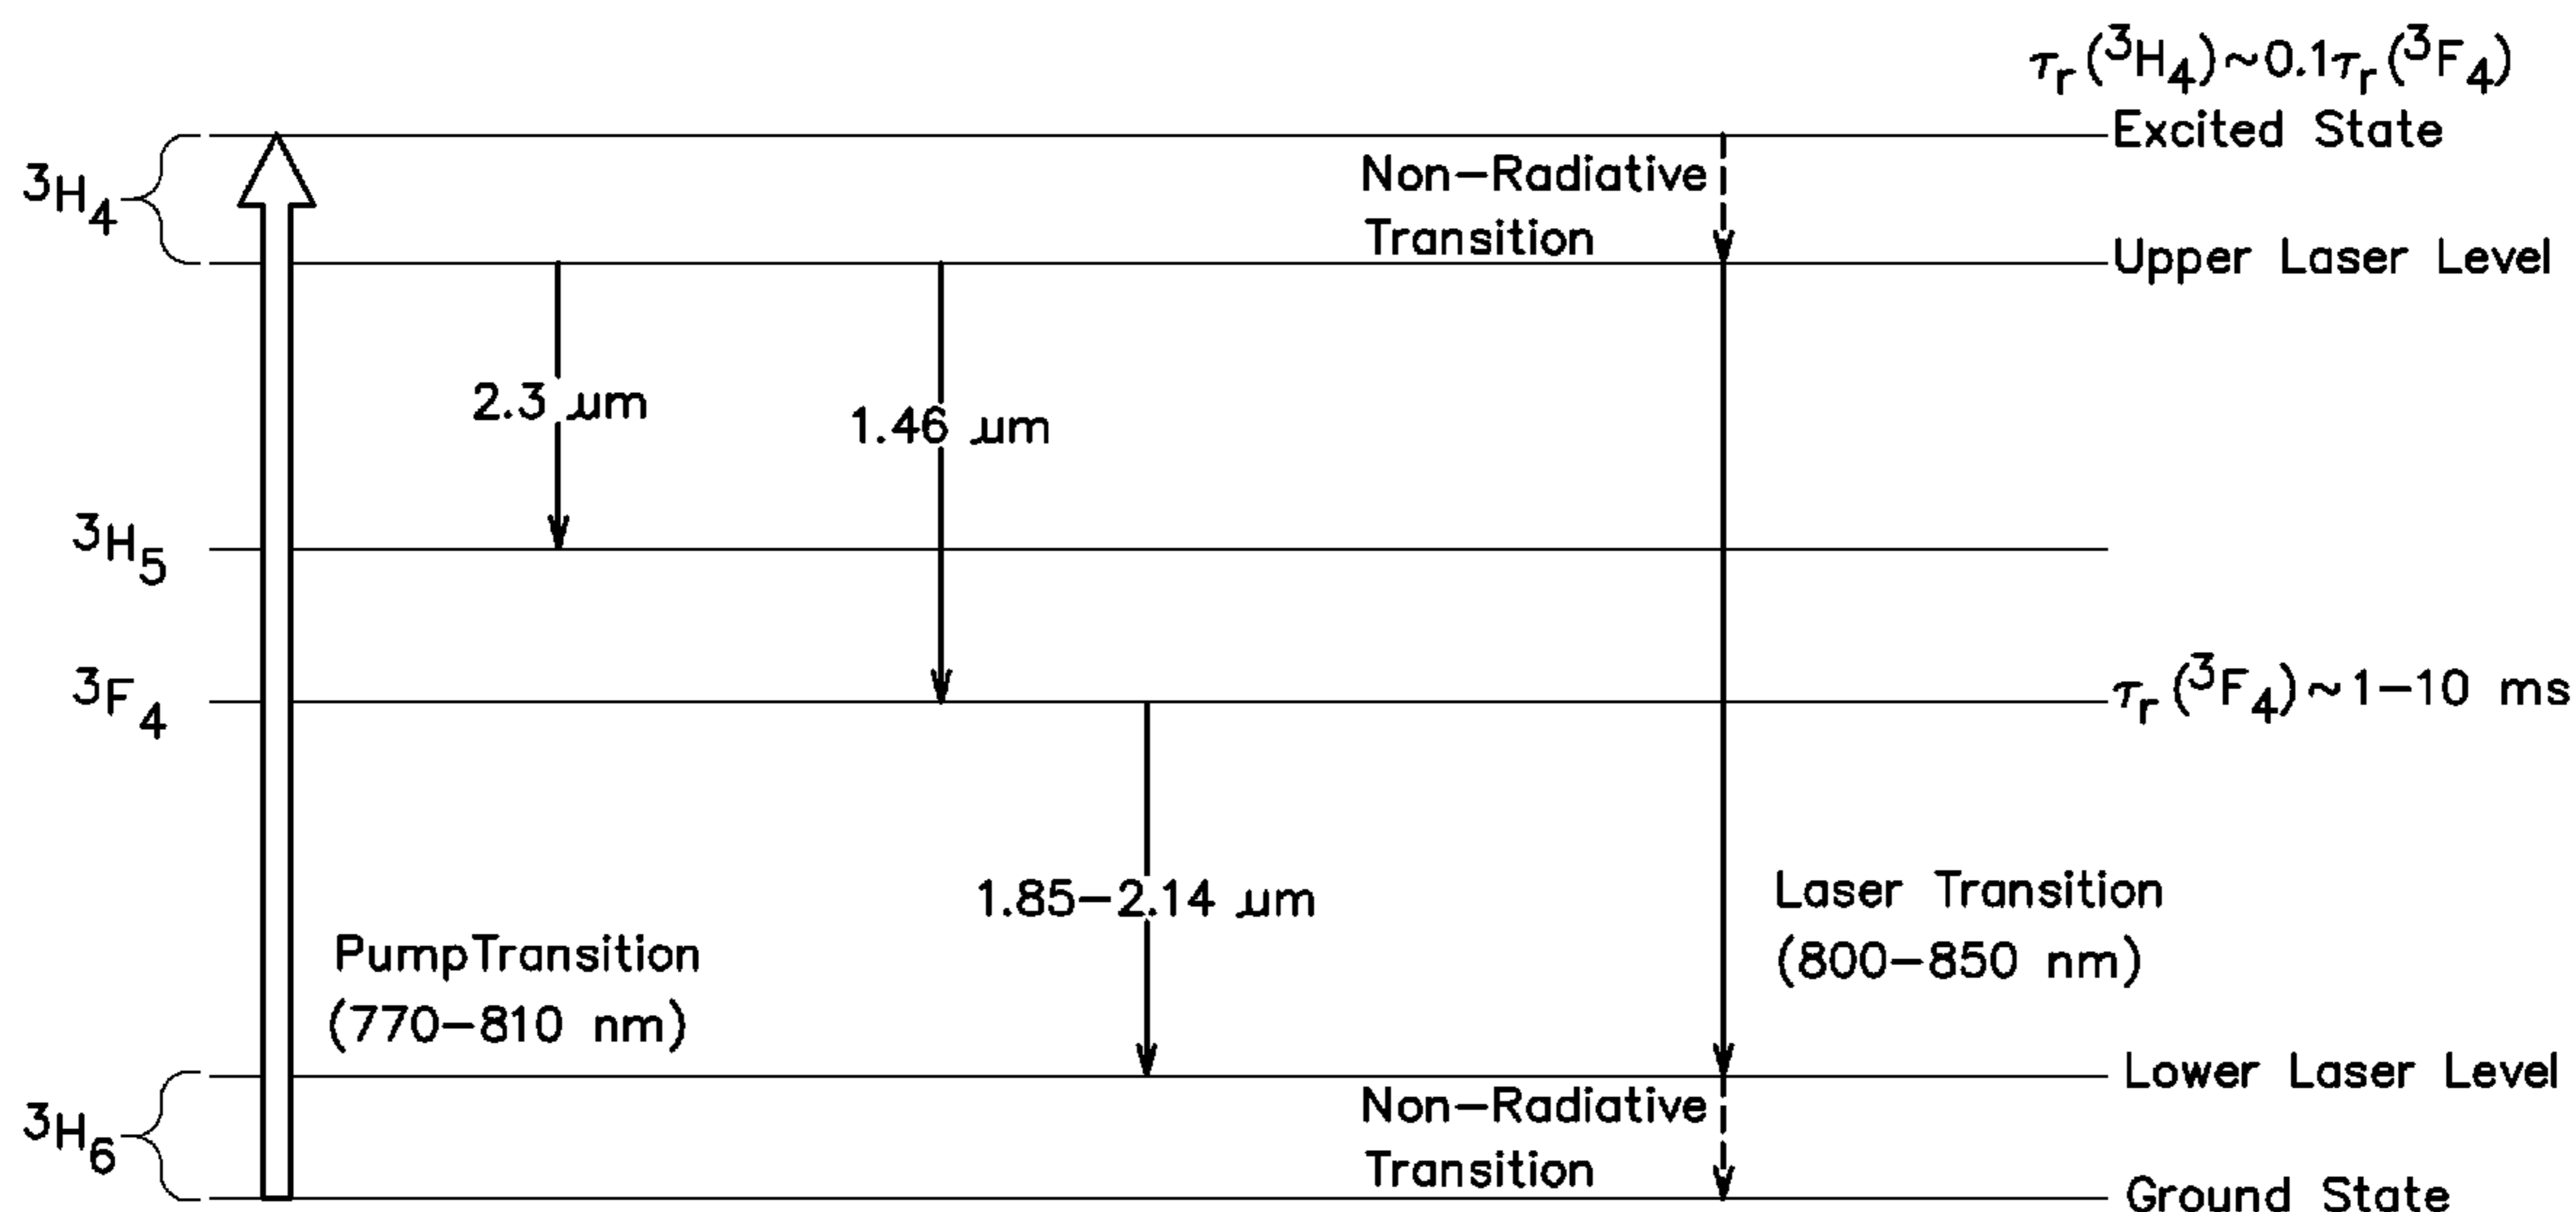 τr(3H4)~0.1τr(3F4)
Excited State
3H4
Non-Radiative
Transition
Upper Laser Level
2.3 μm
1.46 μm
3H5
3F4
τr(3F4)~1-10 ms
1.85-2.14 μm
Laser Transition
(800-850 nm)
PumpTransition
(770-810 nm)
Lower Laser Level
3H6
Non-Radiative
Transition
Ground State